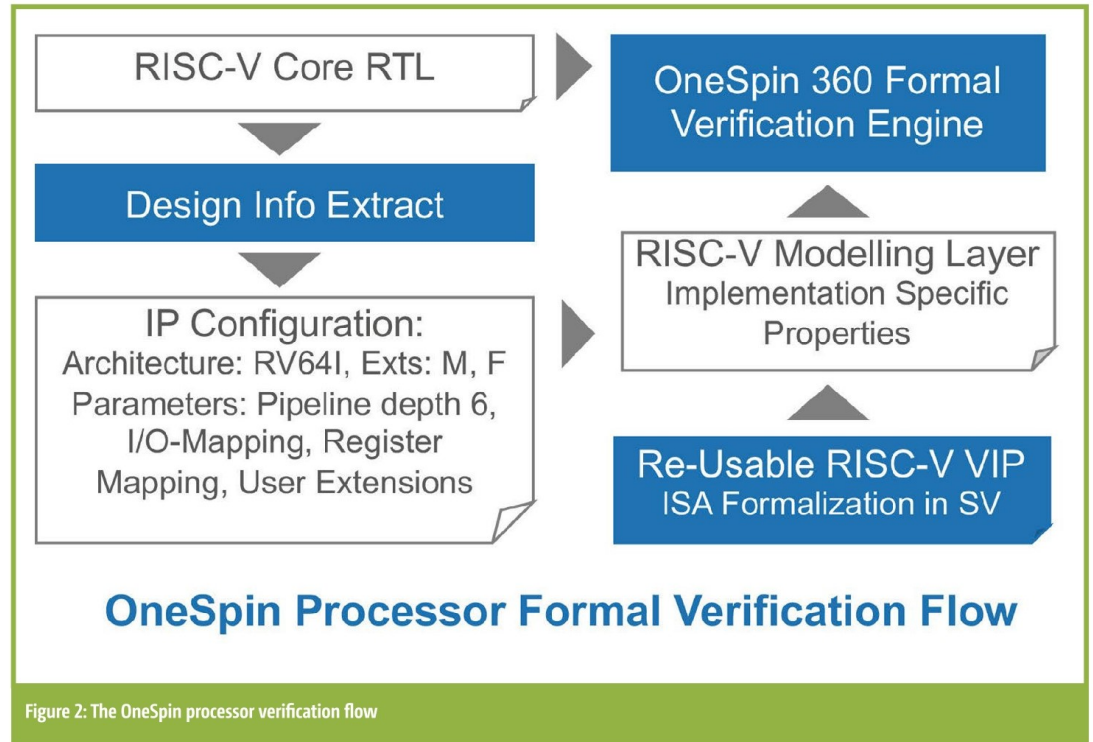 RISC-V Core RTL
Design Info Extract
IP Configuration:
Architecture: RV64I, Exts: M, F
Parameters: Pipeline depth 6,
I/O-Mapping, Register
Mapping, User Extensions
OneSpin 360 Formal
Verification Engine
RISC-V Modelling Layer
Implementation Specific
Properties
Re-Usable RISC-V VIP
ISA Formalization in SV
OneSpin Processor Formal Verification Flow
Figure 2: The OneSpin processor verification flow